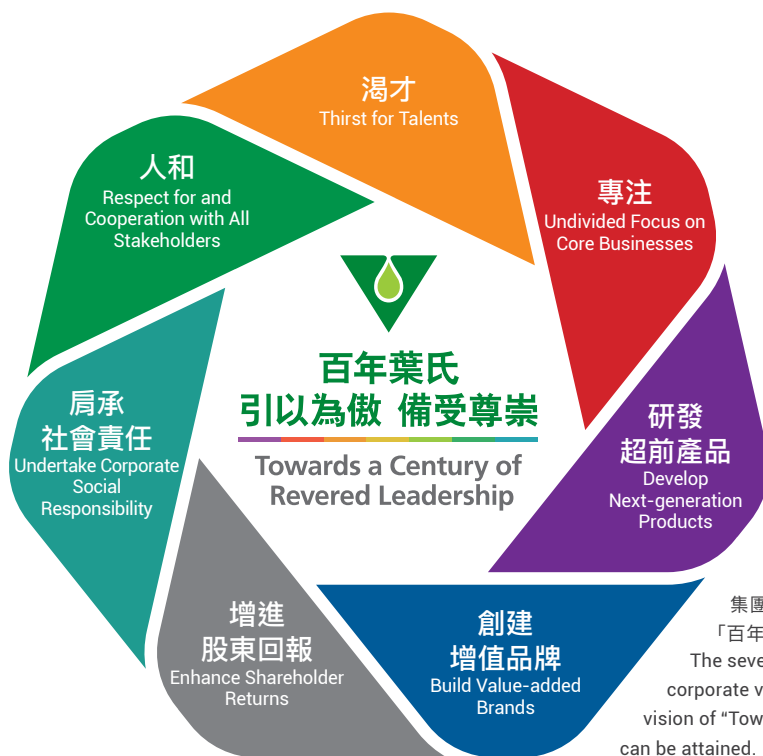 渴才
Thirst for Talents
專注
Undivided Focus on
Core Businesses
研發
超前產品
Develop
Next-generation
Products
創建
增值品牌
Build Value-added
Brands
增進
股東回報
Enhance Shareholder
Returns
肩承
社會責任
Undertake Corporate
Social
Responsibility
人和
Respect for and
Cooperation with All
Stakeholders
百年葉氏
引以為傲 備受尊崇
Towards a Century of
Revered Leadership
集團
「百年
The seve
corporate v
vision of “Tow
can be attained.